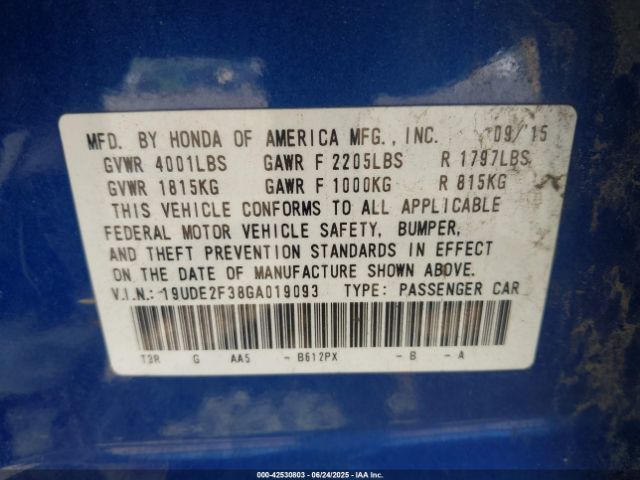 MFD. BY HONDA OF AMERICA MFG., INC. 09/15
GVWR 4001LBS GAWR F 2205LBS R 1797LBS
GVWR 1815KG GAWR F 1000KG R 815KG
THIS VEHICLE CONFORMS TO ALL APPLICABLE
FEDERAL MOTOR VEHICLE SAFETY, BUMPER,
AND THEFT PREVENTION STANDARDS IN EFFECT
ON THE DATE OF MANUFACTURE SHOWN ABOVE.
V.I.N.: 19UDE2F38GA019093 TYPE: PASSENGER CAR
T3R G AA5 - B612PX - B - A
000-42530803 | 06/24/2025 | IAA Inc.